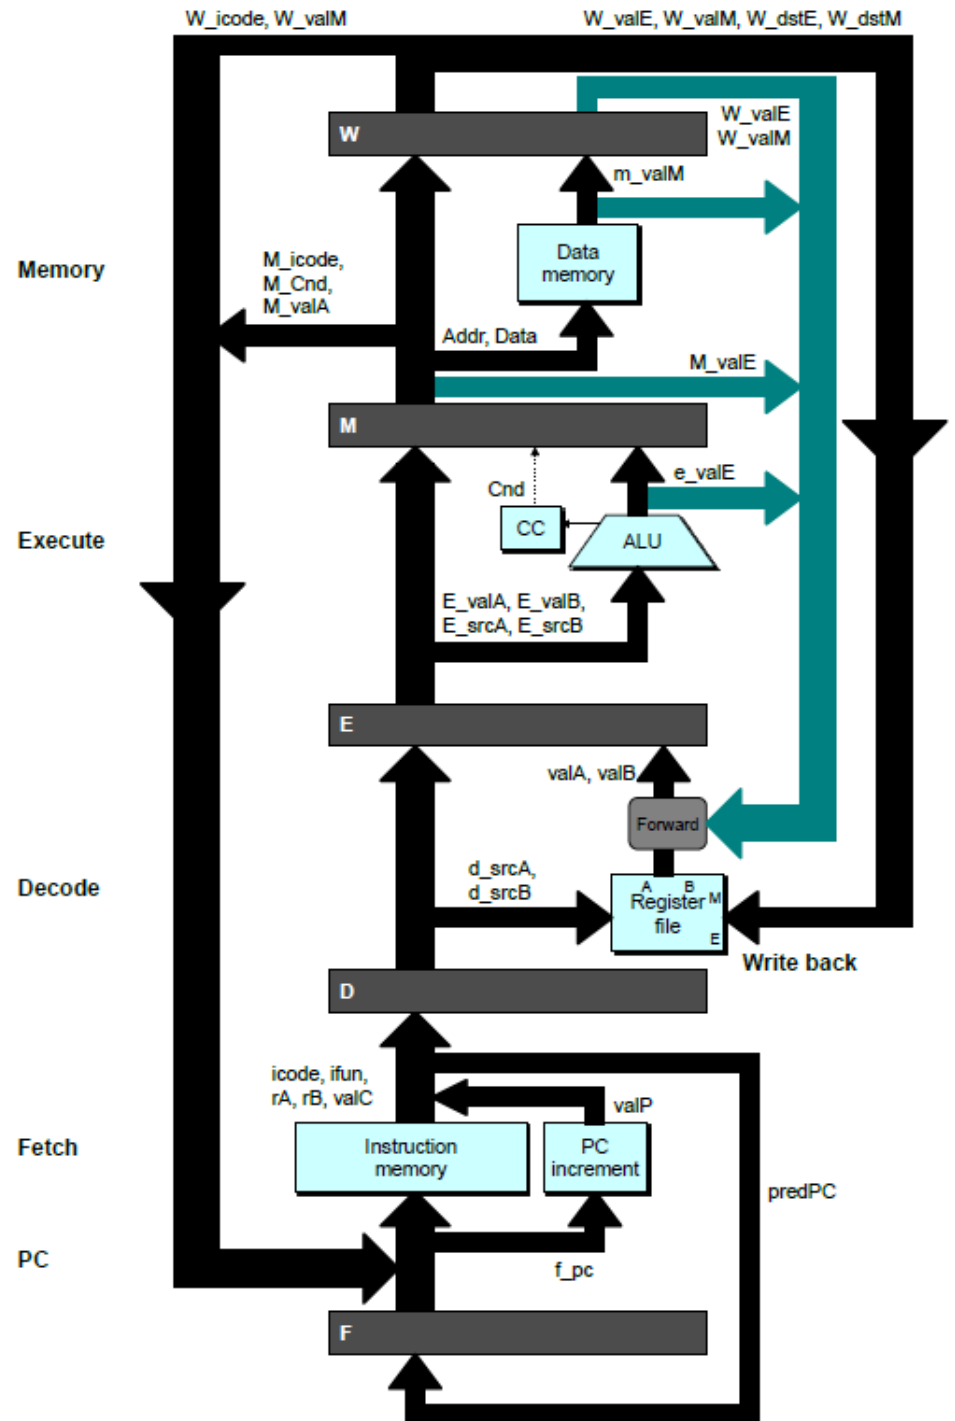 W_icode, W_valM
W_valE, W_valM, W_dstE, W_dstM
W
W_valE
W_valM
m_valM
Data
memory
Memory
M_icode,
M_Cnd,
M_valA
Addr, Data
M_valE
M
e_valE
Cnd
CC
ALU
Execute
E_valA, E_valB,
E_srcA, E_srcB
E
valA, valB
Forward
Decode
d_srcA,
d_srcB
A B
Register M
file
E
Write back
D
icode, ifun,
rA, rB, valC
valP
Fetch
Instruction
memory
PC
increment
predPC
PC
f_pc
F